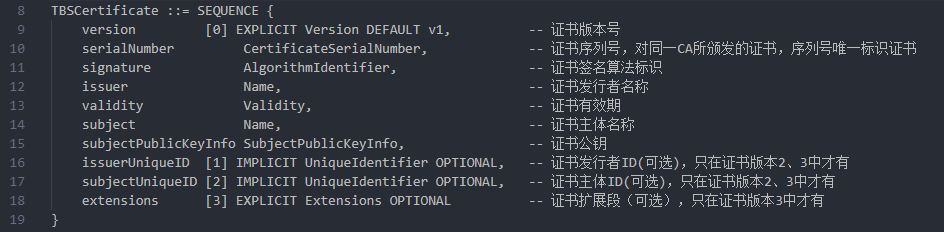 8 TBSCertificate ::= SEQUENCE {
9 version [0] EXPLICIT Version DEFAULT v1, -- 证书版本号
10 serialNumber CertificateSerialNumber, -- 证书序列号，对同一CA所颁发的证书，序列号唯一标识证书
11 signature AlgorithmIdentifier, -- 证书签名算法标识
12 issuer Name, -- 证书发行者名称
13 validity Validity, -- 证书有效期
14 subject Name, -- 证书主体名称
15 subjectPublicKeyInfo SubjectPublicKeyInfo, -- 证书公钥
16 issuerUniqueID [1] IMPLICIT UniqueIdentifier OPTIONAL, -- 证书发行者ID(可选)，只在证书版本2、3中才有
17 subjectUniqueID [2] IMPLICIT UniqueIdentifier OPTIONAL, -- 证书主体ID(可选)，只在证书版本2、3中才有
18 extensions [3] EXPLICIT Extensions OPTIONAL -- 证书扩展段（可选），只在证书版本3中才有
19 }